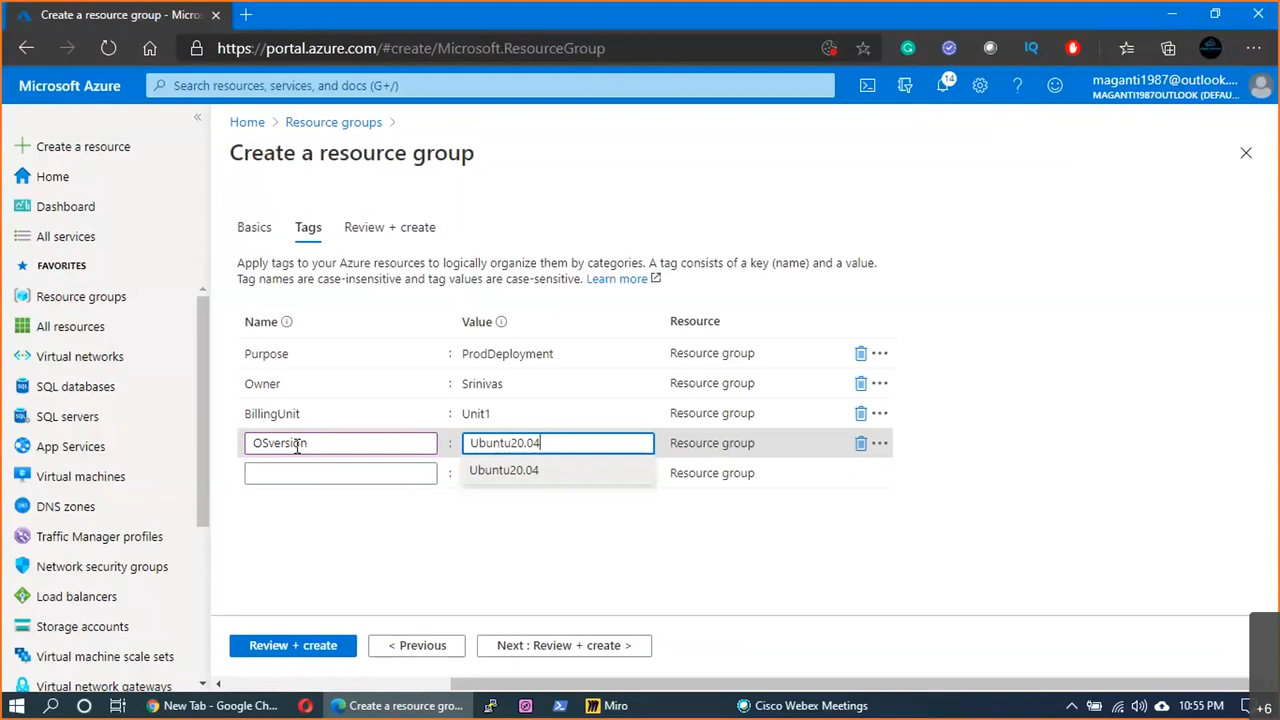 Create a resource group - Micros
https://portal.azure.com/#create/Microsoft.ResourceGroup
IQ
Microsoft Azure
Search resources, services, and docs (G+/)
14
maganti1987@outlook....
MAGANTI1987OUTLOOK (DEFAU...
Home > Resource groups >
Create a resource group
Create a resource
Home
Dashboard
All services
FAVORITES
Resource groups
All resources
Virtual networks
SQL databases
SQL servers
App Services
Virtual machines
DNS zones
Traffic Manager profiles
Network security groups
Load balancers
Storage accounts
Virtual machine scale sets
Virtual network gateways
Basics Tags Review + create
Apply tags to your Azure resources to logically organize them by categories. A tag consists of a key (name) and a value.
Tag names are case-insensitive and tag values are case-sensitive. Learn more
Name Value Resource
Purpose : ProdDeployment Resource group
Owner : Srinivas Resource group
BillingUnit : Unit1 Resource group
OSversion : Ubuntu20.04 Resource group
Ubuntu20.04
: Resource group
Review + create < Previous Next : Review + create >
New Tab - Google Ch... Create a resource gro... Miro Cisco Webex Meetings 10:55 PM +6